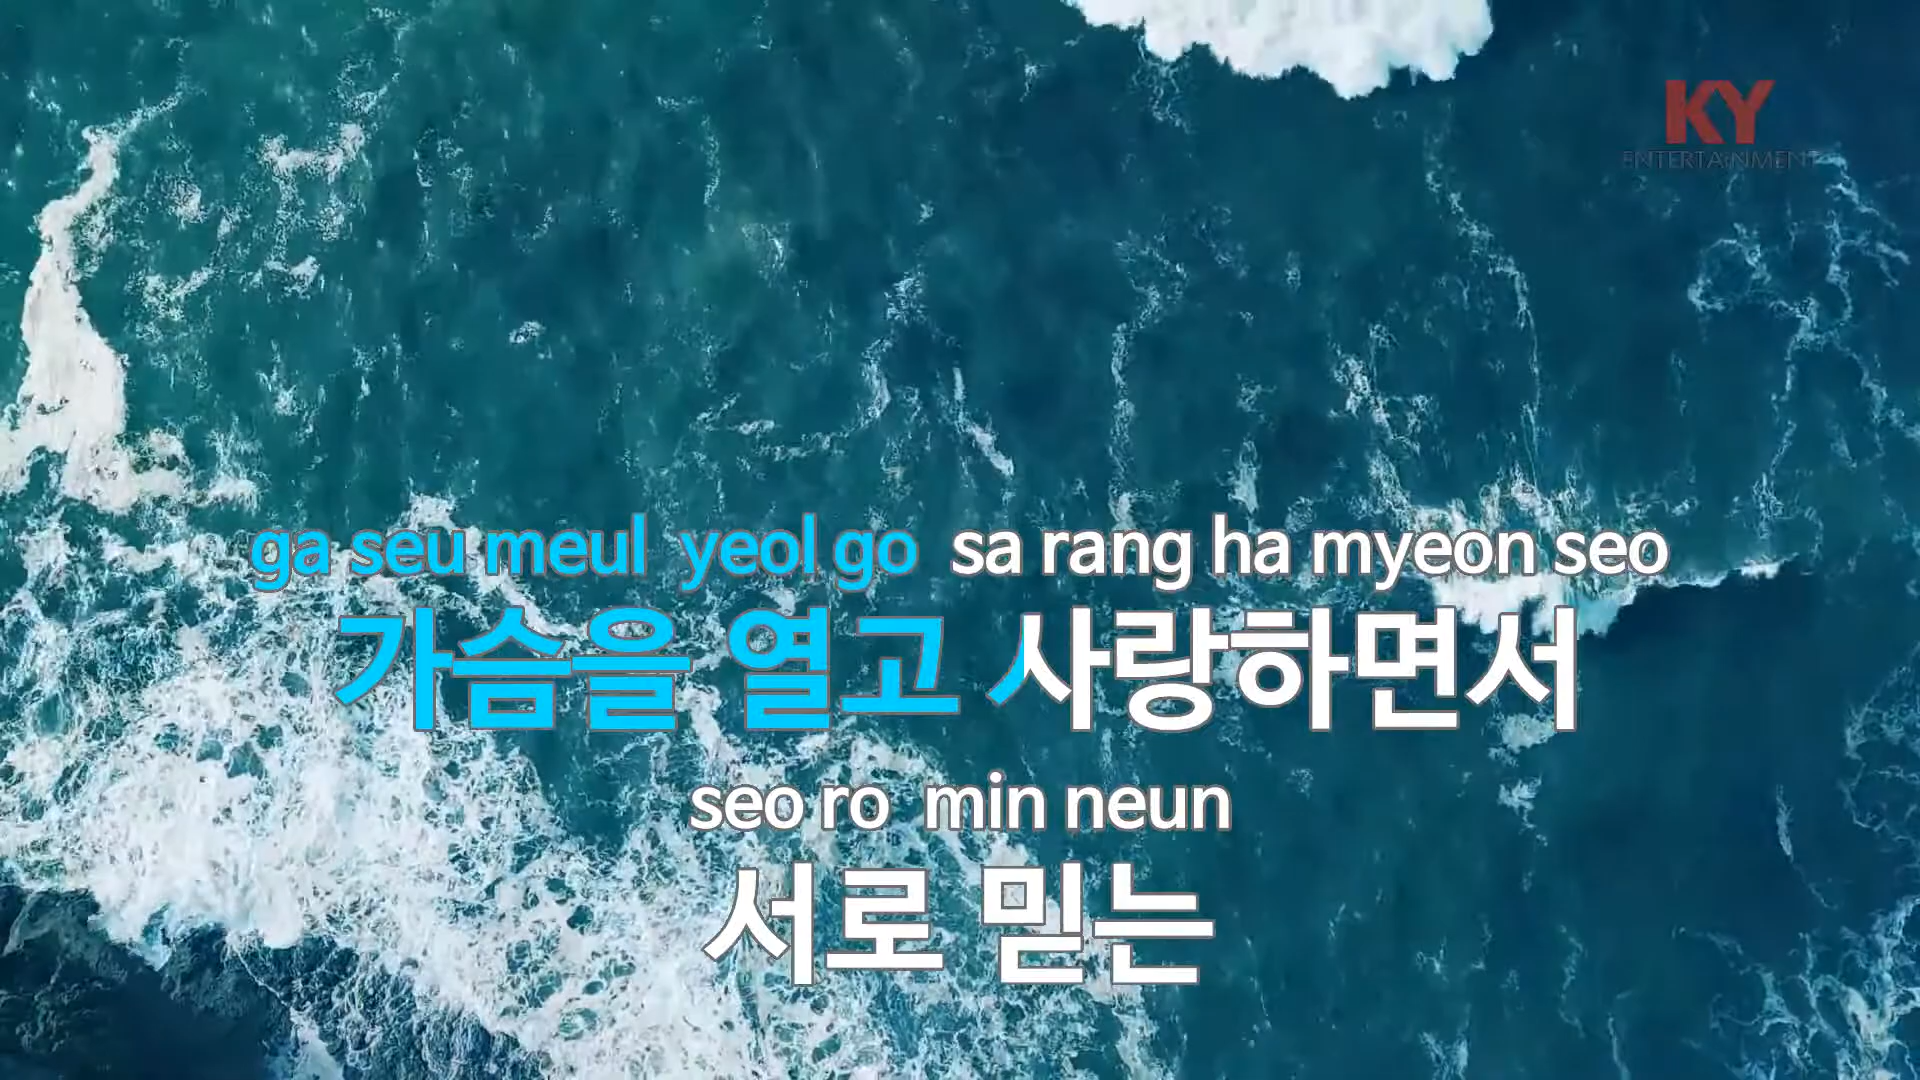 KY
ENTERTAINMENT
ga seu meul yeol go sa rang ha myeon seo
가슴을 열고 사랑하면서
seo ro min neun
서로 믿는